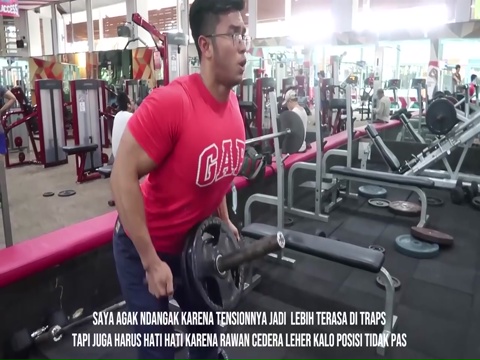 GAP
SAYA AGAK NDANGAK KARENA TENSIONNYA JADI LEBIH TERASA DI TRAPS
TAPI JUGA HARUS HATI HATI KARENA RAWAN CEDERA LEHER KALO POSISI TIDAK PAS